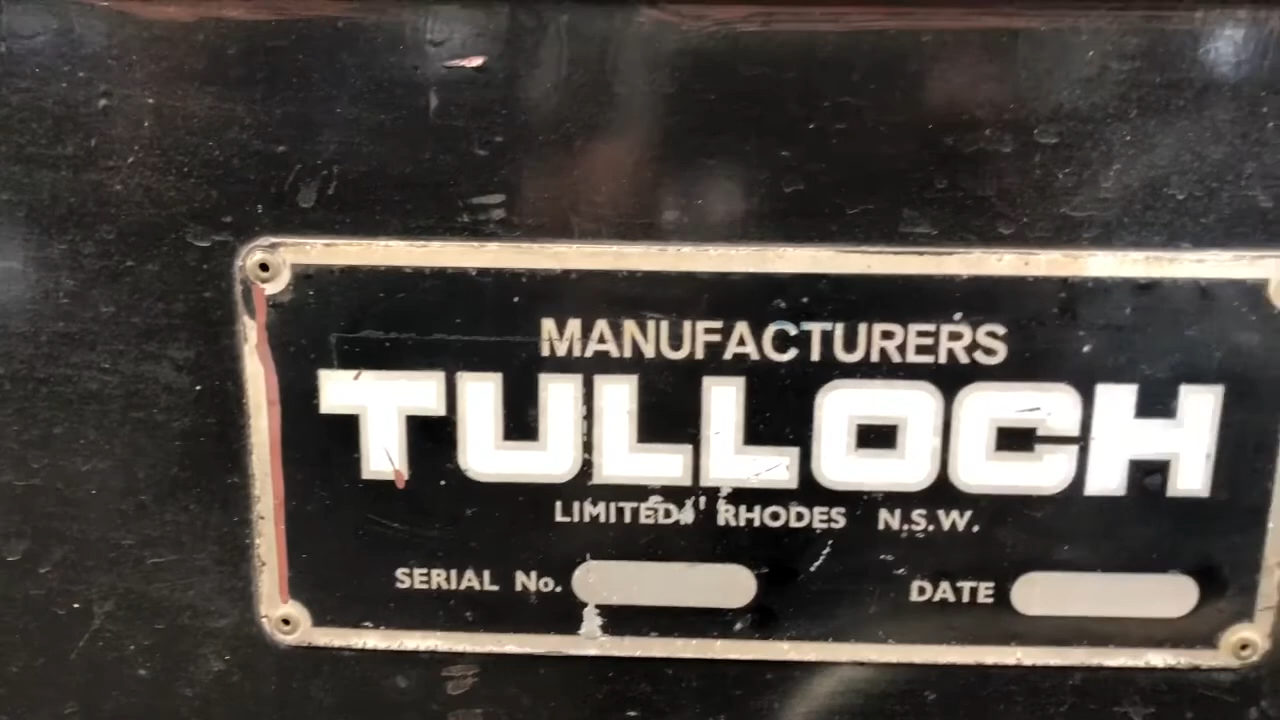 MANUFACTURERS
TULLOCH
LIMITED RHODES N.S.W.
SERIAL No.
DATE